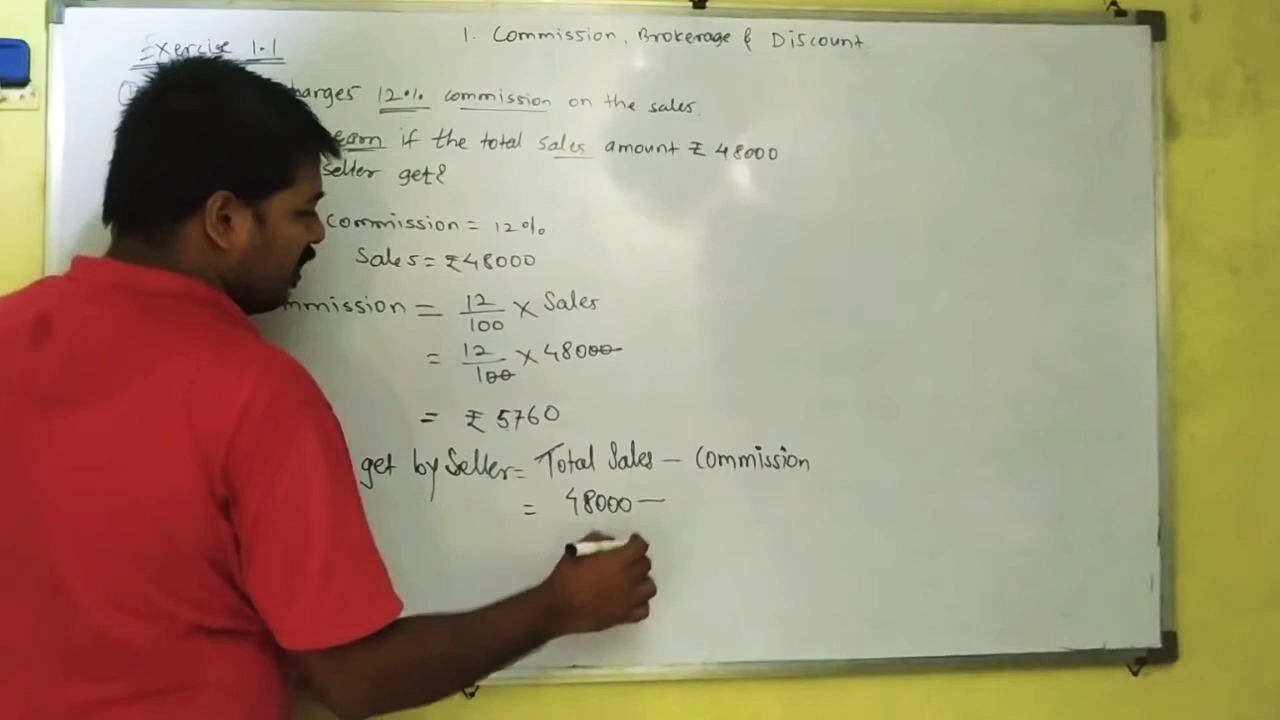 1. Commission, Brokerage & Discount.
Exercise 1.1
12% commission on the sales.
earn if the total sales amount ₹ 48000
seller get?
commission = 12%
Sales = ₹48000
= 12/100 × Sales
= 12/100 × 48000
= ₹ 5760
get by Seller = Total Sales – Commission
= 48000 –